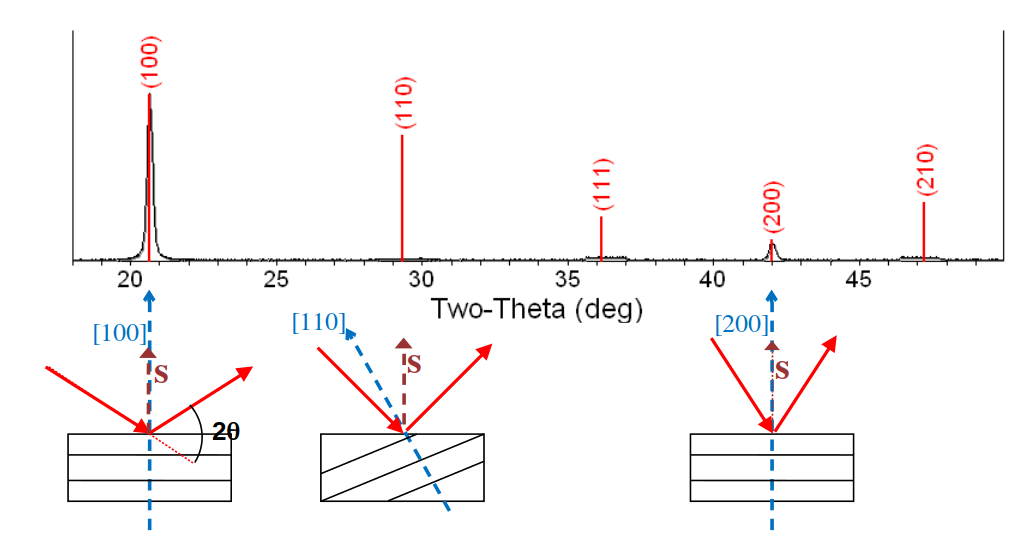 (100)
(110)
(111)
(200)
(210)
20 25 30 35 40 45
Two-Theta (deg)
[100]
[110]
[200]
S
S
S
2θ